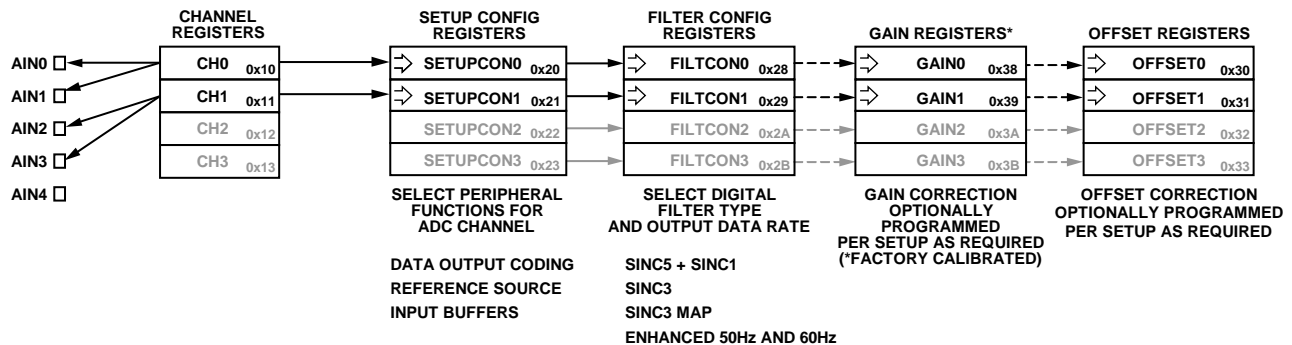 CHANNEL
REGISTERS
SETUP CONFIG
REGISTERS
FILTER CONFIG
REGISTERS
GAIN REGISTERS*
OFFSET REGISTERS
AIN0
AIN1
AIN2
AIN3
AIN4
CH0 0x10
CH1 0x11
CH2 0x12
CH3 0x13
SETUPCON0 0x20
SETUPCON1 0x21
SETUPCON2 0x22
SETUPCON3 0x23
FILTCON0 0x28
FILTCON1 0x29
FILTCON2 0x2A
FILTCON3 0x2B
GAIN0 0x38
GAIN1 0x39
GAIN2 0x3A
GAIN3 0x3B
OFFSET0 0x30
OFFSET1 0x31
OFFSET2 0x32
OFFSET3 0x33
SELECT PERIPHERAL
FUNCTIONS FOR
ADC CHANNEL
SELECT DIGITAL
FILTER TYPE
AND OUTPUT DATA RATE
GAIN CORRECTION
OPTIONALLY
PROGRAMMED
PER SETUP AS REQUIRED
(*FACTORY CALIBRATED)
OFFSET CORRECTION
OPTIONALLY PROGRAMMED
PER SETUP AS REQUIRED
DATA OUTPUT CODING
REFERENCE SOURCE
INPUT BUFFERS
SINC5 + SINC1
SINC3
SINC3 MAP
ENHANCED 50Hz AND 60Hz